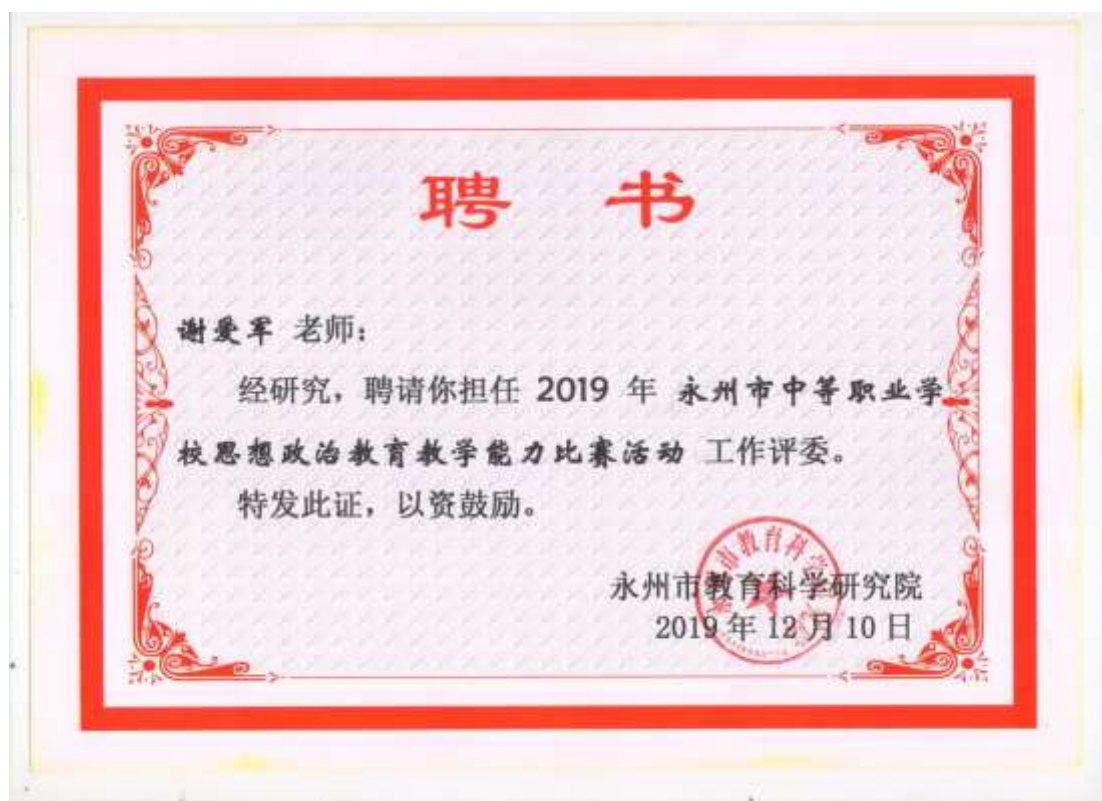 聘 书
谢爱军 老师：
经研究，聘请你担任 2019 年 永州市中等职业学
校思想政治教育教学能力比赛活动 工作评委。
特发此证，以资鼓励。
永州市教育科学研究院
2019 年 12 月 10 日